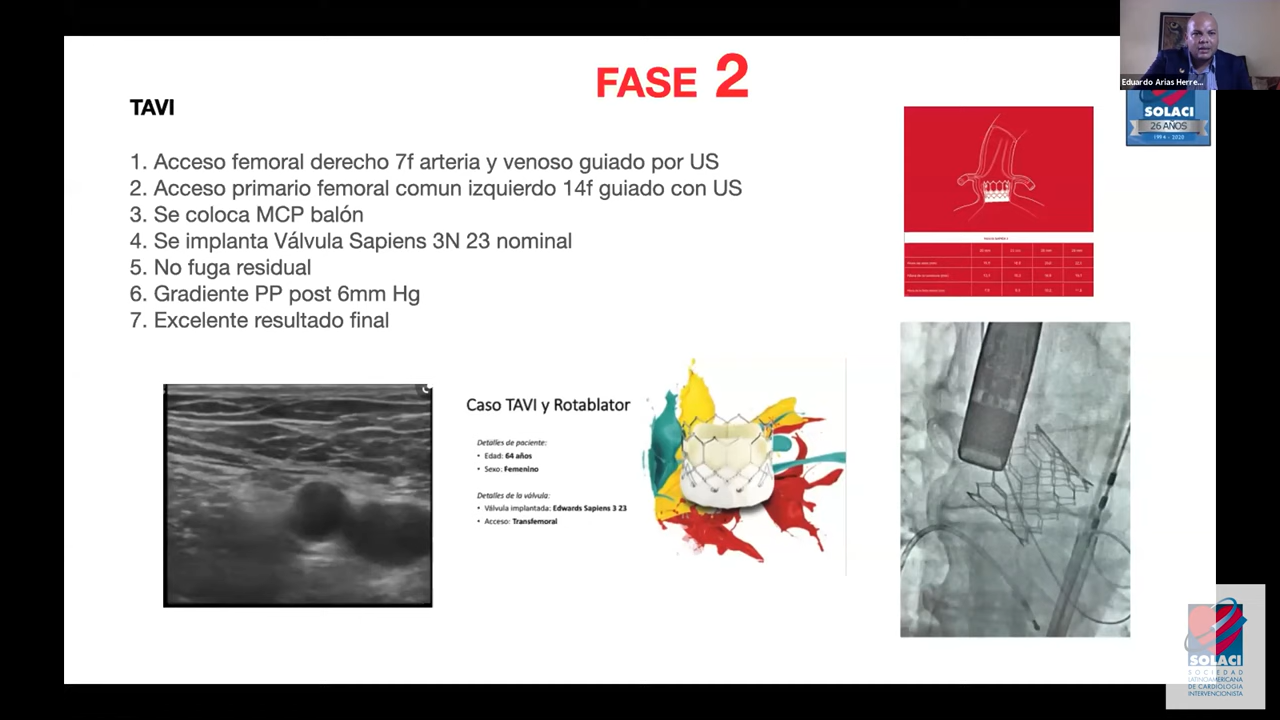 FASE 2
TAVI
1. Acceso femoral derecho 7f arteria y venoso guiado por US
2. Acceso primario femoral comun izquierdo 14f guiado con US
3. Se coloca MCP balón
4. Se implanta Válvula Sapiens 3N 23 nominal
5. No fuga residual
6. Gradiente PP post 6mm Hg
7. Excelente resultado final
Caso TAVI y Rotablator
Detalles de paciente:
• Edad: 64 años
• Sexo: Femenino
Detalles de la válvula:
• Válvula implantada: Edwards Sapiens 3 23
• Acceso: Transfemoral
Eduardo Arias Herre...
SOLACI
26 AÑOS
1994 - 2020
SOLACI
SOCIEDAD
LATINOAMERICANA
DE CARDIOLOGÍA
INTERVENCIONISTA